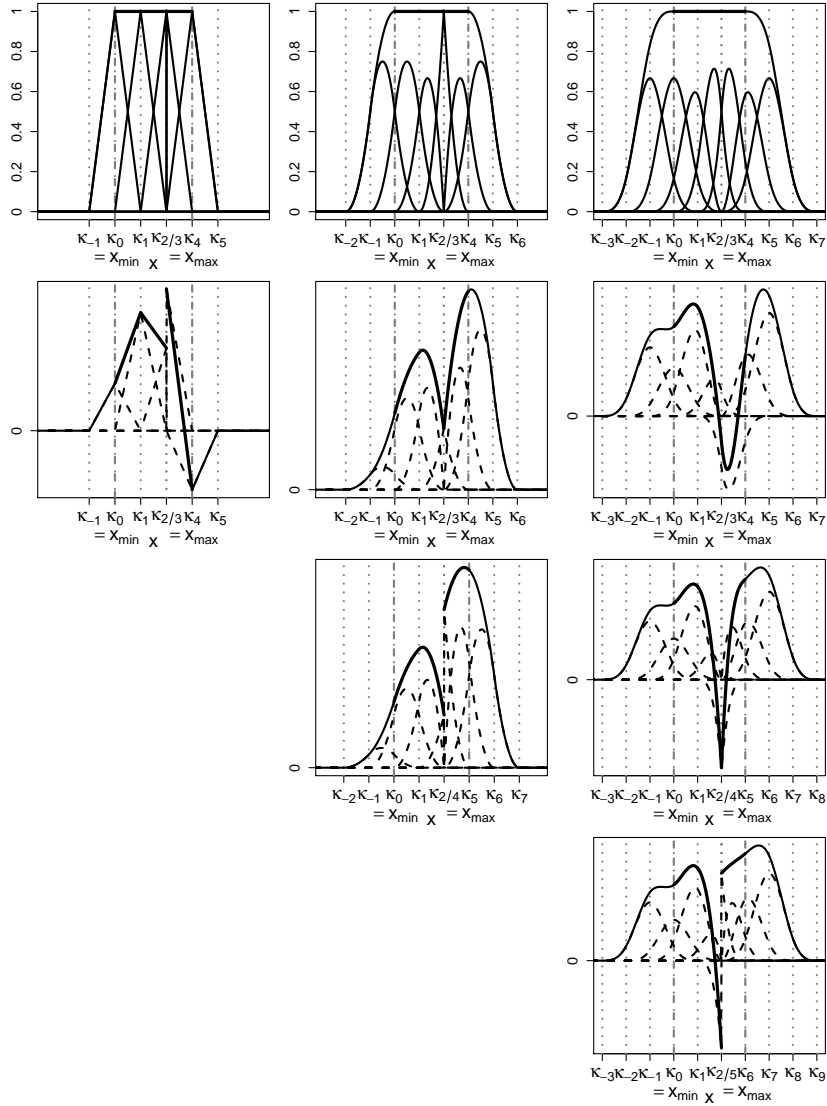 0 0.2 0.4 0.6 0.8 1
κ₋₁ κ₀ κ₁ κ₂/₃ κ₄ κ₅
= xmin x = xmax
0 0.2 0.4 0.6 0.8 1
κ₋₂ κ₋₁ κ₀ κ₁ κ₂/₃ κ₄ κ₅ κ₆
= xmin x = xmax
0 0.2 0.4 0.6 0.8 1
κ₋₃ κ₋₂ κ₋₁ κ₀ κ₁ κ₂/₃ κ₄ κ₅ κ₆ κ₇
= xmin x = xmax
0
κ₋₁ κ₀ κ₁ κ₂/₃ κ₄ κ₅
= xmin x = xmax
0
κ₋₂ κ₋₁ κ₀ κ₁ κ₂/₃ κ₄ κ₅ κ₆
= xmin x = xmax
0
κ₋₃ κ₋₂ κ₋₁ κ₀ κ₁ κ₂/₃ κ₄ κ₅ κ₆ κ₇
= xmin x = xmax
0
κ₋₂ κ₋₁ κ₀ κ₁ κ₂/₄ κ₅ κ₆ κ₇
= xmin x = xmax
0
κ₋₃ κ₋₂ κ₋₁ κ₀ κ₁ κ₂/₄ κ₅ κ₆ κ₇ κ₈
= xmin x = xmax
0
κ₋₃ κ₋₂ κ₋₁ κ₀ κ₁ κ₂/₅ κ₆ κ₇ κ₈ κ₉
= xmin x = xmax